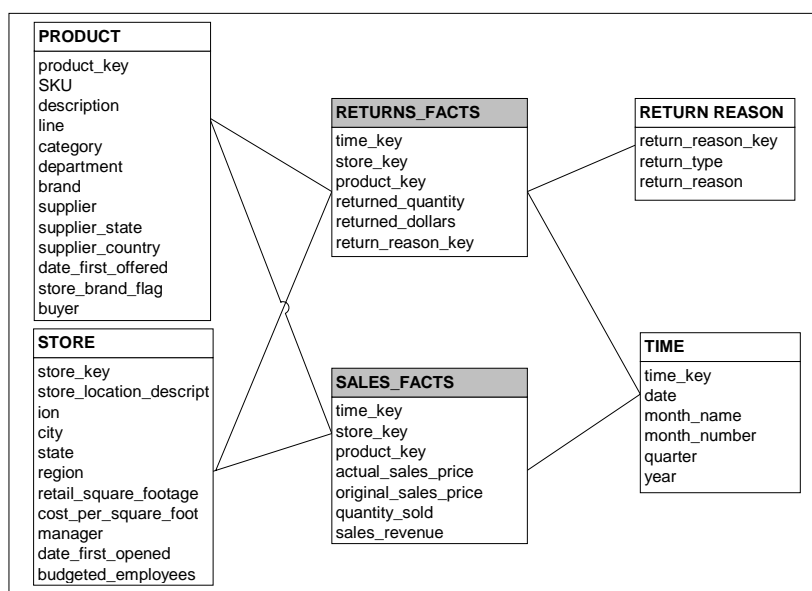 PRODUCT
product_key
SKU
description
line
category
department
brand
supplier
supplier_state
supplier_country
date_first_offered
store_brand_flag
buyer
STORE
store_key
store_location_descript
ion
city
state
region
retail_square_footage
cost_per_square_foot
manager
date_first_opened
budgeted_employees
RETURNS_FACTS
time_key
store_key
product_key
returned_quantity
returned_dollars
return_reason_key
SALES_FACTS
time_key
store_key
product_key
actual_sales_price
original_sales_price
quantity_sold
sales_revenue
RETURN REASON
return_reason_key
return_type
return_reason
TIME
time_key
date
month_name
month_number
quarter
year